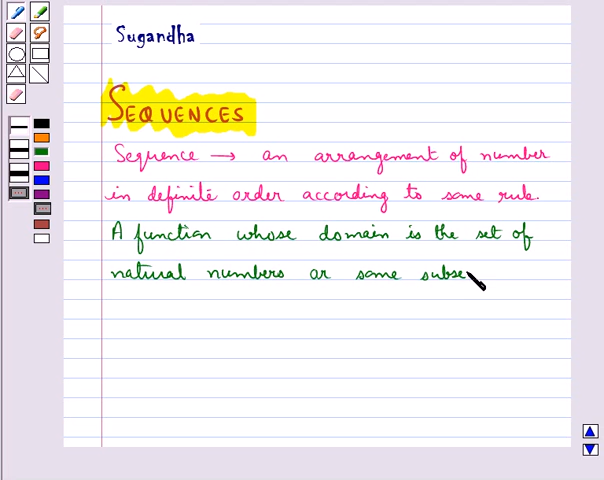 Sugandha
SEQUENCES
Sequence → an arrangement of number
in definite order according to some rule.
A function whose domain is the set of
natural numbers or some subse